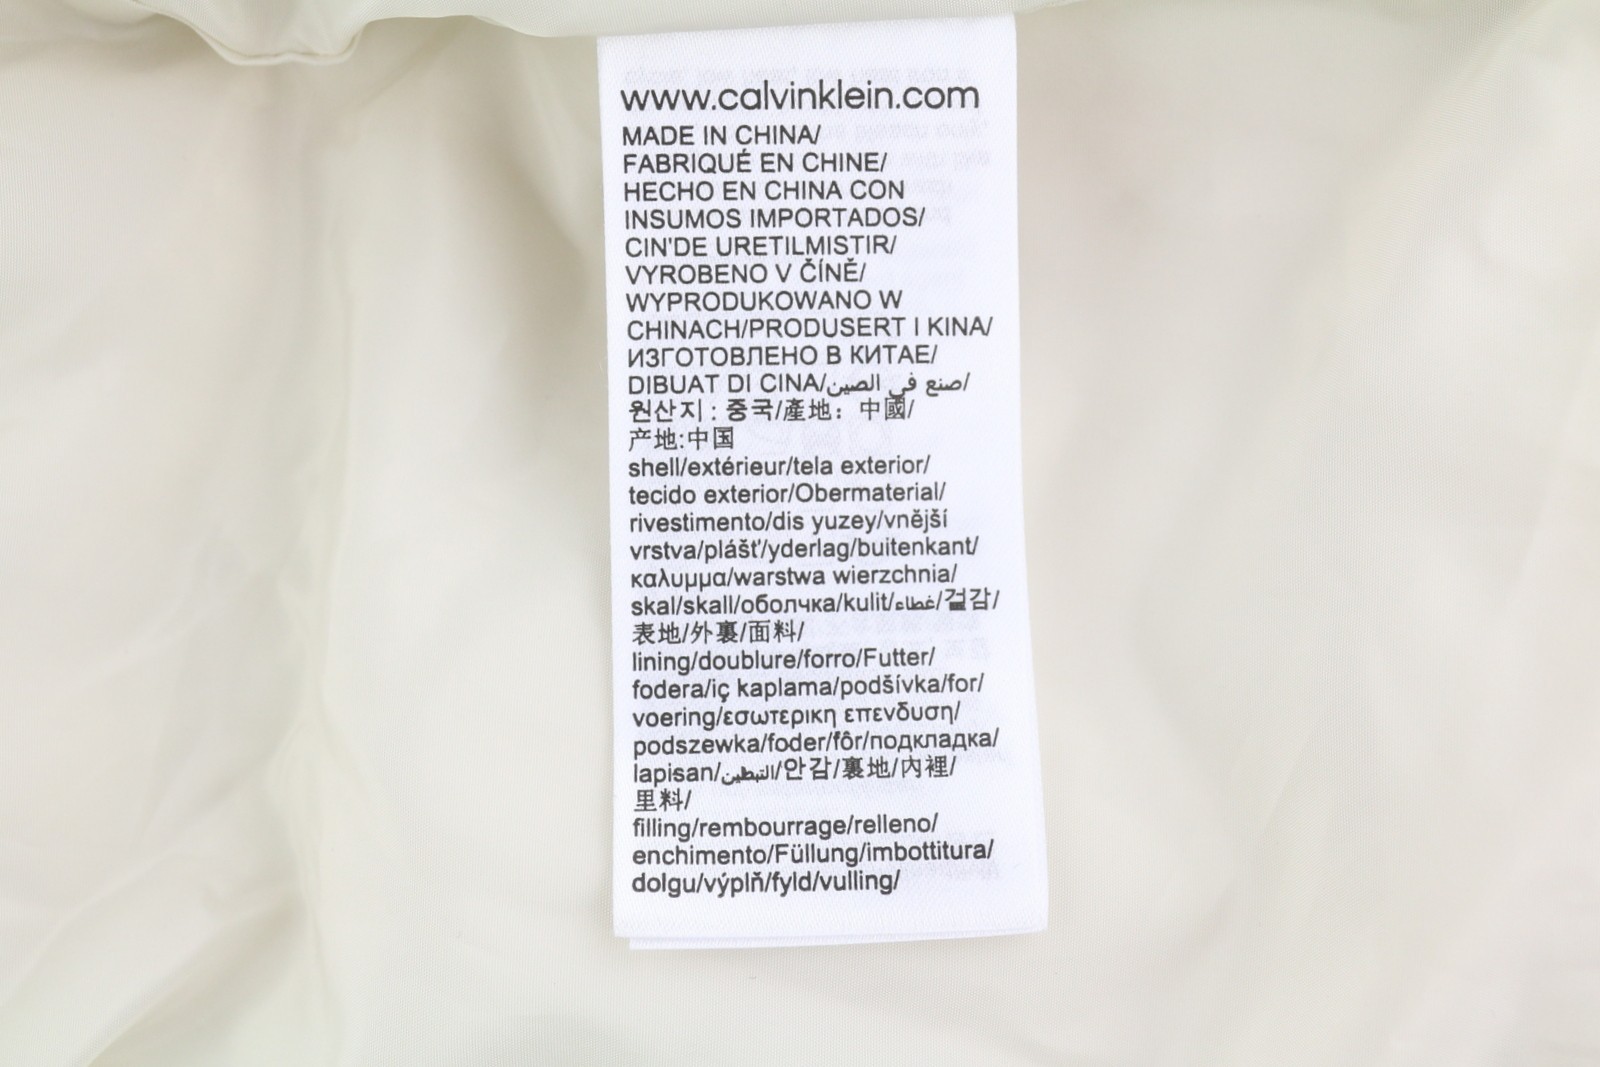 www.calvinklein.com
MADE IN CHINA/
FABRIQUÉ EN CHINE/
HECHO EN CHINA CON
INSUMOS IMPORTADOS/
CIN'DE URETILMISTIR/
VYROBENO V ČÍNĚ/
WYPRODUKOWANO W
CHINACH/PRODUSERT I KINA/
ИЗГОТОВЛЕНО В КИТАЕ/
DIBUAT DI CINA/صنع في الصين/
원산지 : 중국/產地：中國/
产地:中国
shell/extérieur/tela exterior/
tecido exterior/Obermaterial/
rivestimento/dis yuzey/vnější
vrstva/plášť/yderlag/buitenkant/
καλυμμα/warstwa wierzchnia/
skal/skall/оболчка/kulit/غطاء/겉감/
表地/外裏/面料/
lining/doublure/forro/Futter/
fodera/iç kaplama/podšívka/for/
voering/εσωτερικη επενδυση/
podszewka/foder/fôr/подкладка/
lapisan/التبطين/안감/裏地/內裡/
里料/
filling/rembourrage/relleno/
enchimento/Füllung/imbottitura/
dolgu/výplň/fyld/vulling/